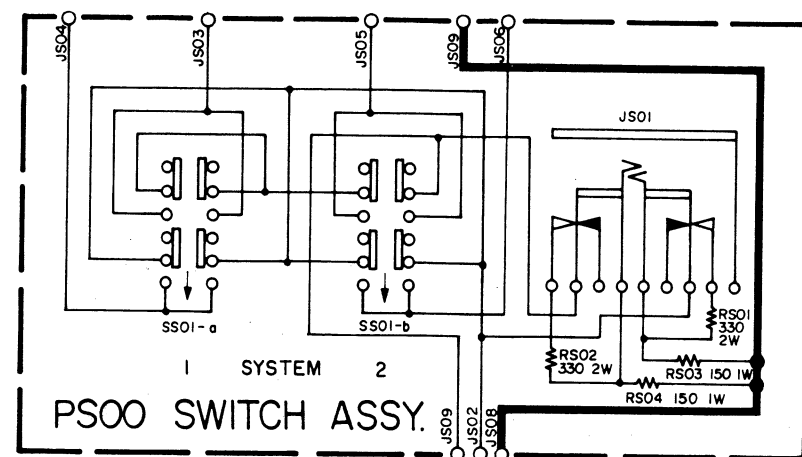 JS04
JS03
JS05
JS09
JS06
JS01
SS01-a
SS01-b
RS01
330
2W
RS02
330 2W
RS03 150 1W
RS04 150 1W
1 SYSTEM 2
PS00 SWITCH ASSY.
JS09
JS02
JS08